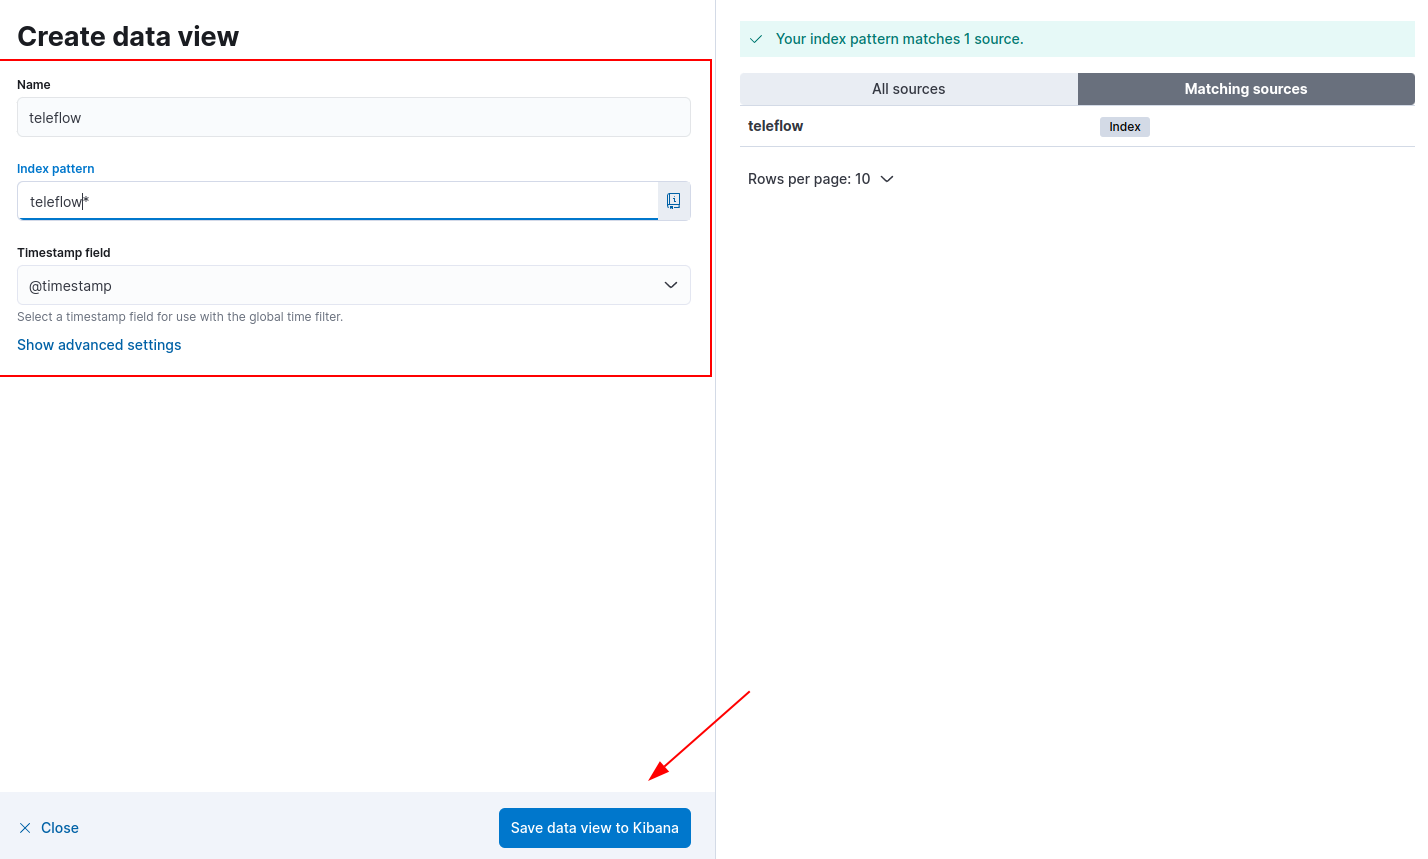 Create data view
Name
teleflow
Index pattern
teleflow*
Timestamp field
@timestamp
Select a timestamp field for use with the global time filter.
Show advanced settings
Close
Save data view to Kibana
Your index pattern matches 1 source.
All sources
Matching sources
teleflow
Index
Rows per page: 10